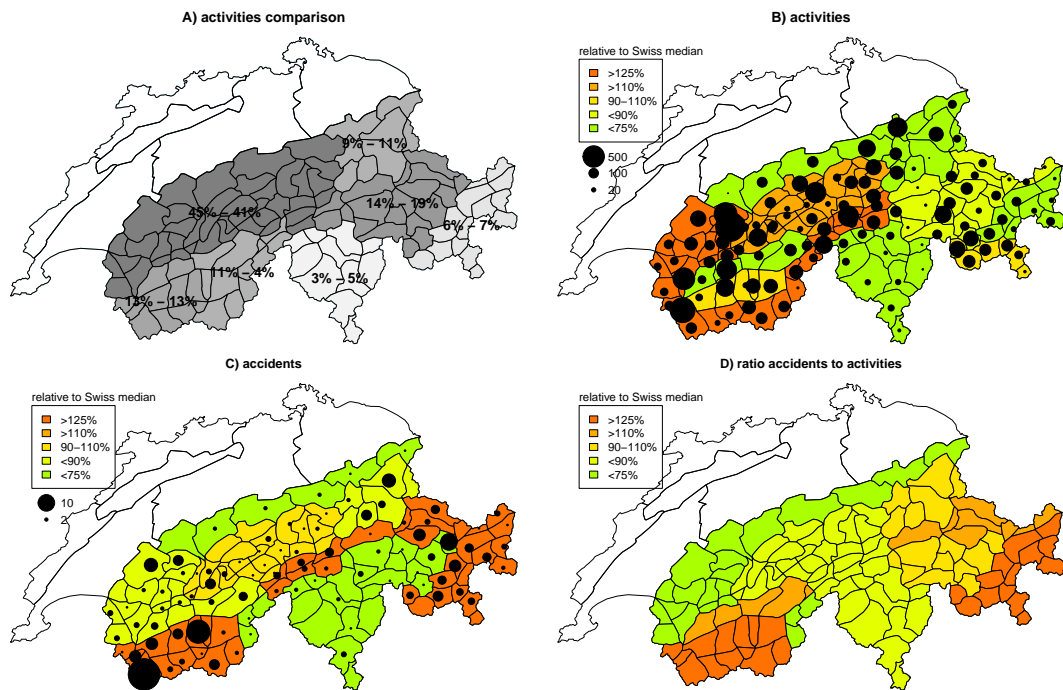 A) activities comparison
9% – 11%
45% – 41%
14% – 19%
6% – 7%
11% – 4%
3% – 5%
13% – 13%
B) activities
relative to Swiss median
>125%
>110%
90–110%
<90%
<75%
500
100
20
C) accidents
relative to Swiss median
>125%
>110%
90–110%
<90%
<75%
10
2
D) ratio accidents to activities
relative to Swiss median
>125%
>110%
90–110%
<90%
<75%